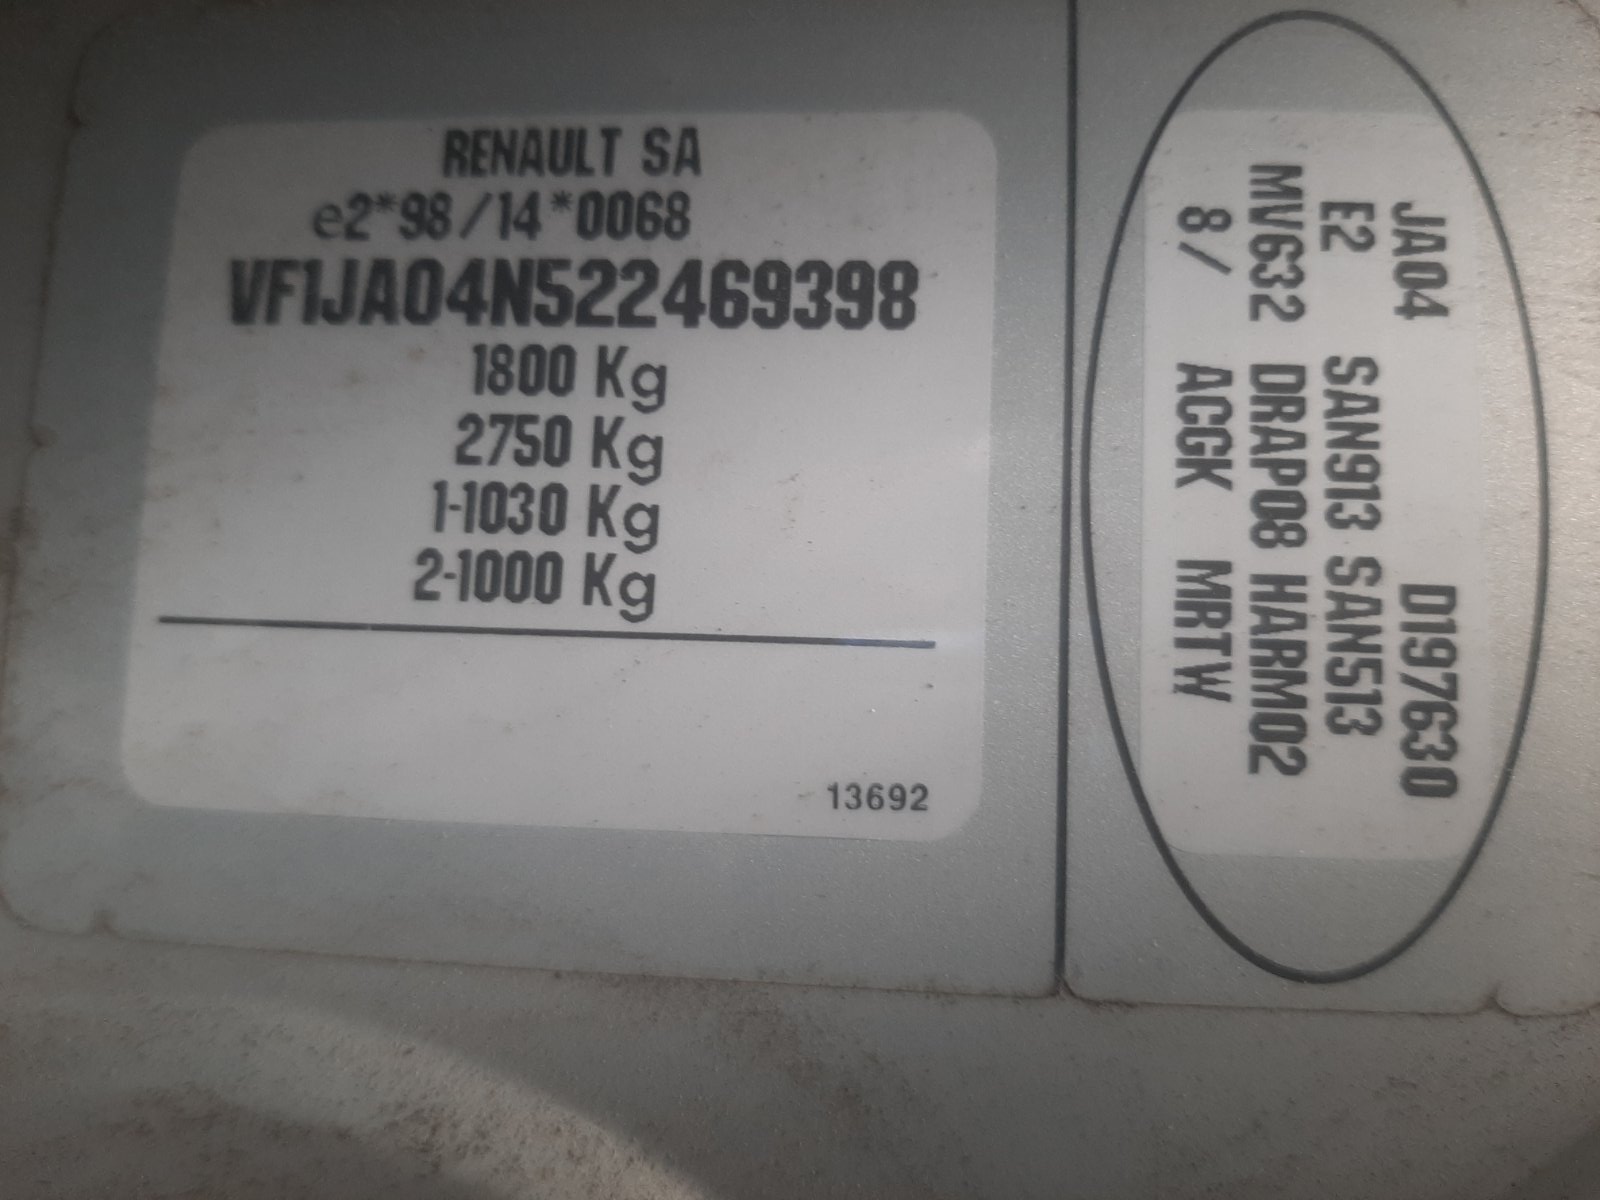 RENAULT SA
e2*98/14*0068
VF1JA04N522469398
1800 Kg
2750 Kg
1-1030 Kg
2-1000 Kg
13692
JA04 D197630
E2 SAN913 SAN513
MV632 DRAP08 HARM02
8/ ACGK MRTW